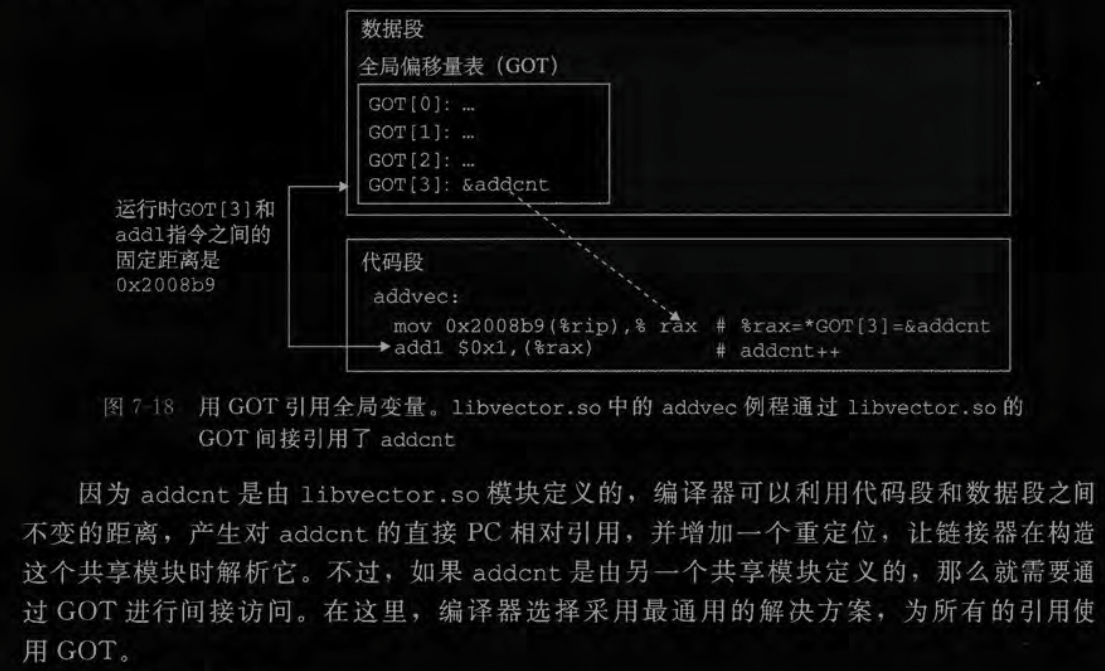 数据段
全局偏移量表（GOT）
GOT[0]: …
GOT[1]: …
GOT[2]: …
GOT[3]: &addcnt
运行时GOT[3]和
addl指令之间的
固定距离是
0x2008b9
代码段
addvec:
mov 0x2008b9(%rip),% rax # %rax=*GOT[3]=&addcnt
addl $0x1,(%rax) # addcnt++
图 7-18 用 GOT 引用全局变量。libvector.so 中的 addvec 例程通过 libvector.so 的
GOT 间接引用了 addcnt
因为 addcnt 是由 libvector.so 模块定义的，编译器可以利用代码段和数据段之间
不变的距离，产生对 addcnt 的直接 PC 相对引用，并增加一个重定位，让链接器在构造
这个共享模块时解析它。不过，如果 addcnt 是由另一个共享模块定义的，那么就需要通
过 GOT 进行间接访问。在这里，编译器选择采用最通用的解决方案，为所有的引用使
用 GOT。